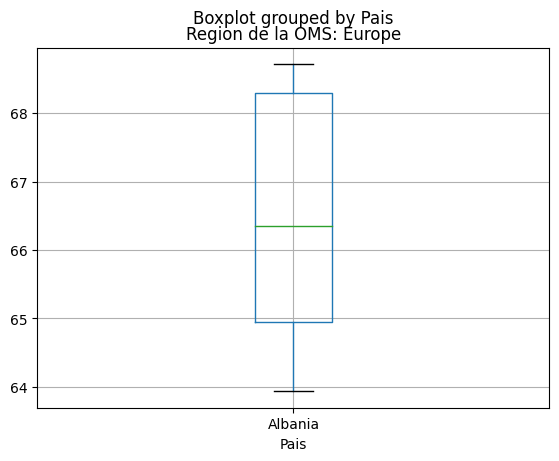 Boxplot grouped by Pais
Region de la OMS: Europe
68
67
66
65
64
Albania
Pais